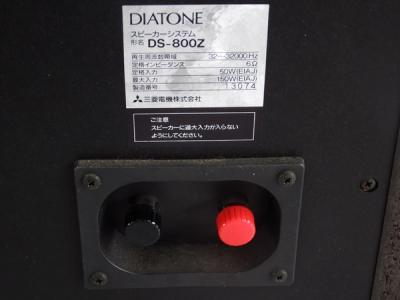 DIATONE
スピーカーシステム
形名 DS-800Z
再生周波数帯域 32〜32000Hz
定格インピーダンス 6Ω
定格入力 50W(EIAJ)
最大入力 150W(EIAJ)
製造番号 13074
三菱電機株式会社
ご注意
スピーカーに過大入力が入らない
ようにしてください。